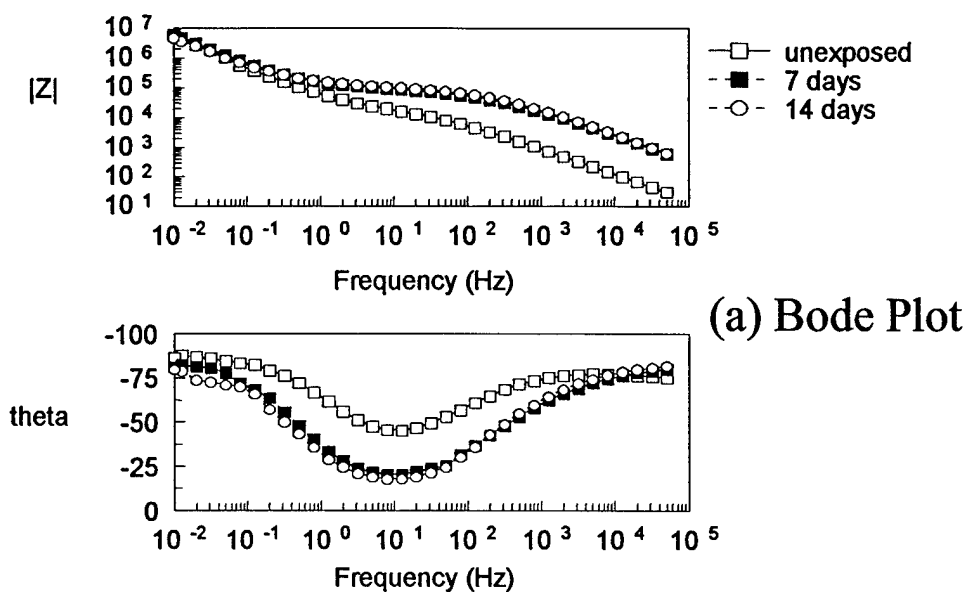 10 7
10 6
10 5
|Z| 10 4
10 3
10 2
10 1
10 -2 10 -1 10 0 10 1 10 2 10 3 10 4 10 5
Frequency (Hz)
unexposed
7 days
14 days
(a) Bode Plot
-100
-75
theta -50
-25
0
10 -2 10 -1 10 0 10 1 10 2 10 3 10 4 10 5
Frequency (Hz)